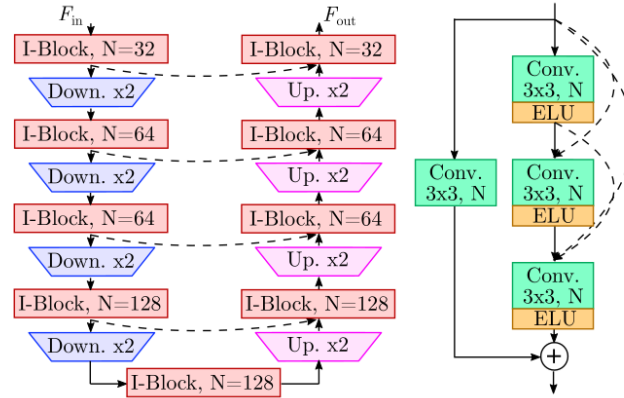 F_in
F_out
I-Block, N=32
I-Block, N=32
Down. x2
Up. x2
I-Block, N=64
I-Block, N=64
Down. x2
Up. x2
I-Block, N=64
I-Block, N=64
Down. x2
Up. x2
I-Block, N=128
I-Block, N=128
Down. x2
Up. x2
I-Block, N=128
Conv.
3x3, N
ELU
Conv.
3x3, N
Conv.
3x3, N
ELU
Conv.
3x3, N
ELU
+